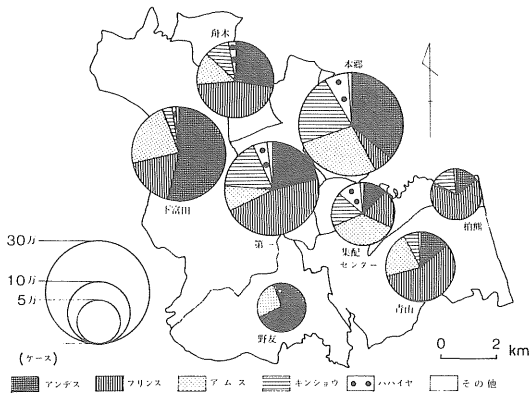 舟木
本郷
下富田
第一
集配
センター
柏熊
青山
野友
30万
10万
5万
(ケース)
0 2 km
アンデス プリンス アムス キンショウ ハハイヤ その他